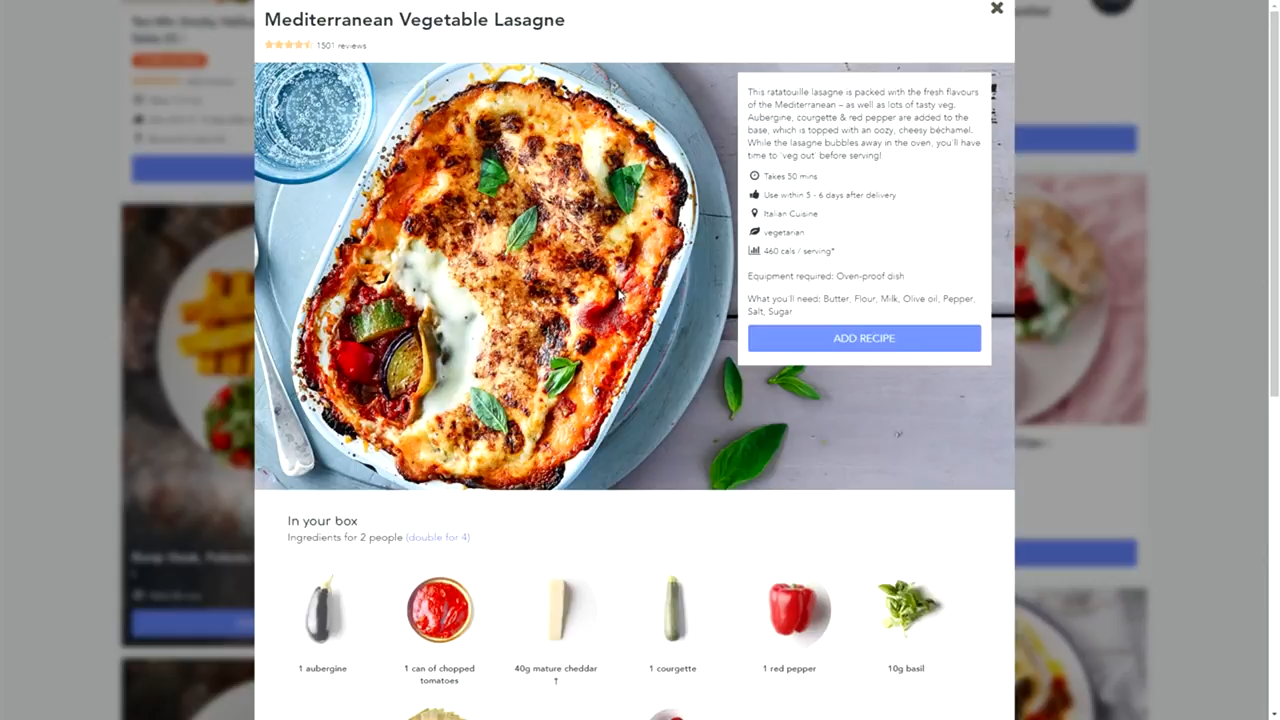 Mediterranean Vegetable Lasagne
1501 reviews
This ratatouille lasagne is packed with the fresh flavours
of the Mediterranean – as well as lots of tasty veg.
Aubergine, courgette & red pepper are added to the
base, which is topped with an oozy, cheesy béchamel.
While the lasagne bubbles away in the oven, you'll have
time to 'veg out' before serving!
Takes 50 mins
Use within 5 - 6 days after delivery
Italian Cuisine
vegetarian
460 cals / serving*
Equipment required: Oven-proof dish
What you'll need: Butter, Flour, Milk, Olive oil, Pepper,
Salt, Sugar
ADD RECIPE
In your box
Ingredients for 2 people (double for 4)
1 aubergine
1 can of chopped
tomatoes
40g mature cheddar
†
1 courgette
1 red pepper
10g basil